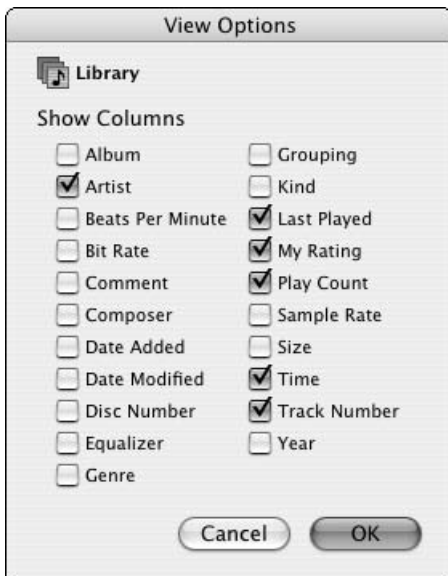 View Options
Library
Show Columns
Album
Artist
Beats Per Minute
Bit Rate
Comment
Composer
Date Added
Date Modified
Disc Number
Equalizer
Genre
Grouping
Kind
Last Played
My Rating
Play Count
Sample Rate
Size
Time
Track Number
Year
Cancel
OK